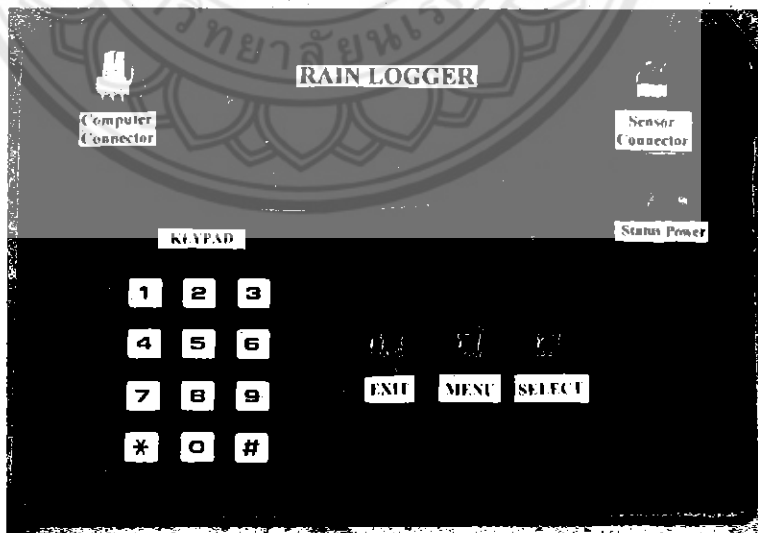 RAIN LOGGER
Computer
Connector
Sensor
Connector
Status Power
KEYPAD
1 2 3
4 5 6
7 8 9
* 0 #
EXIT MENU SELECT